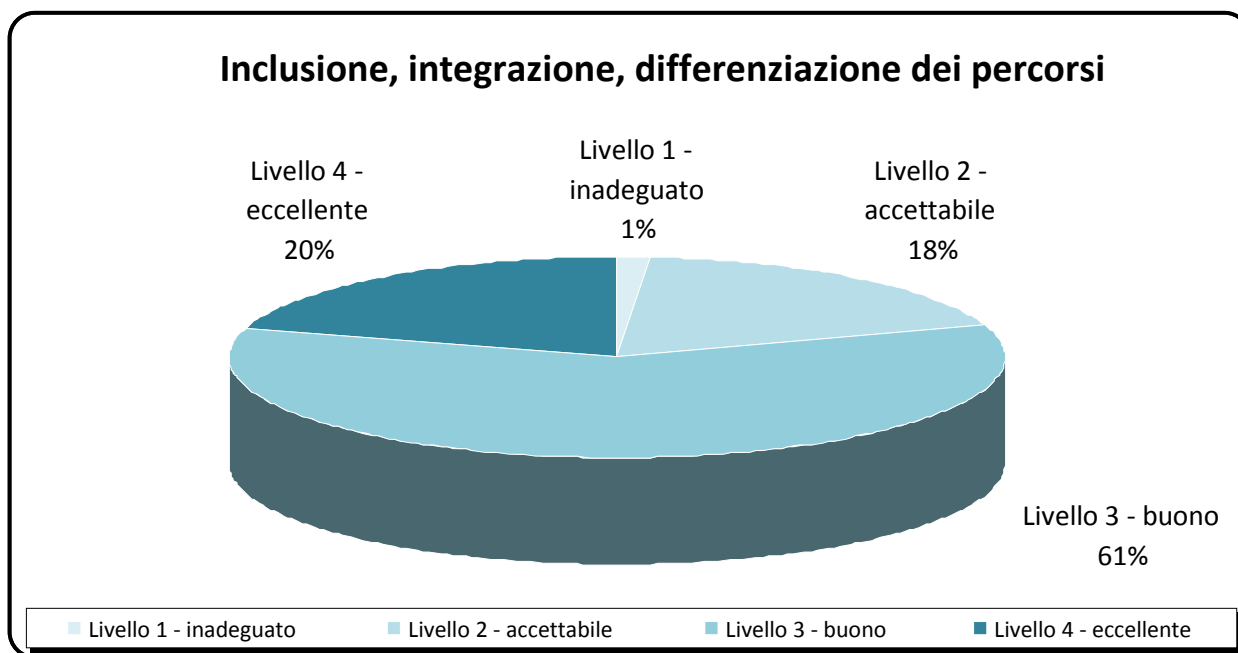 Inclusione, integrazione, differenziazione dei percorsi
Livello 1 -
inadeguato
1%
Livello 2 -
accettabile
18%
Livello 3 - buono
61%
Livello 4 -
eccellente
20%
Livello 1 - inadeguato
Livello 2 - accettabile
Livello 3 - buono
Livello 4 - eccellente